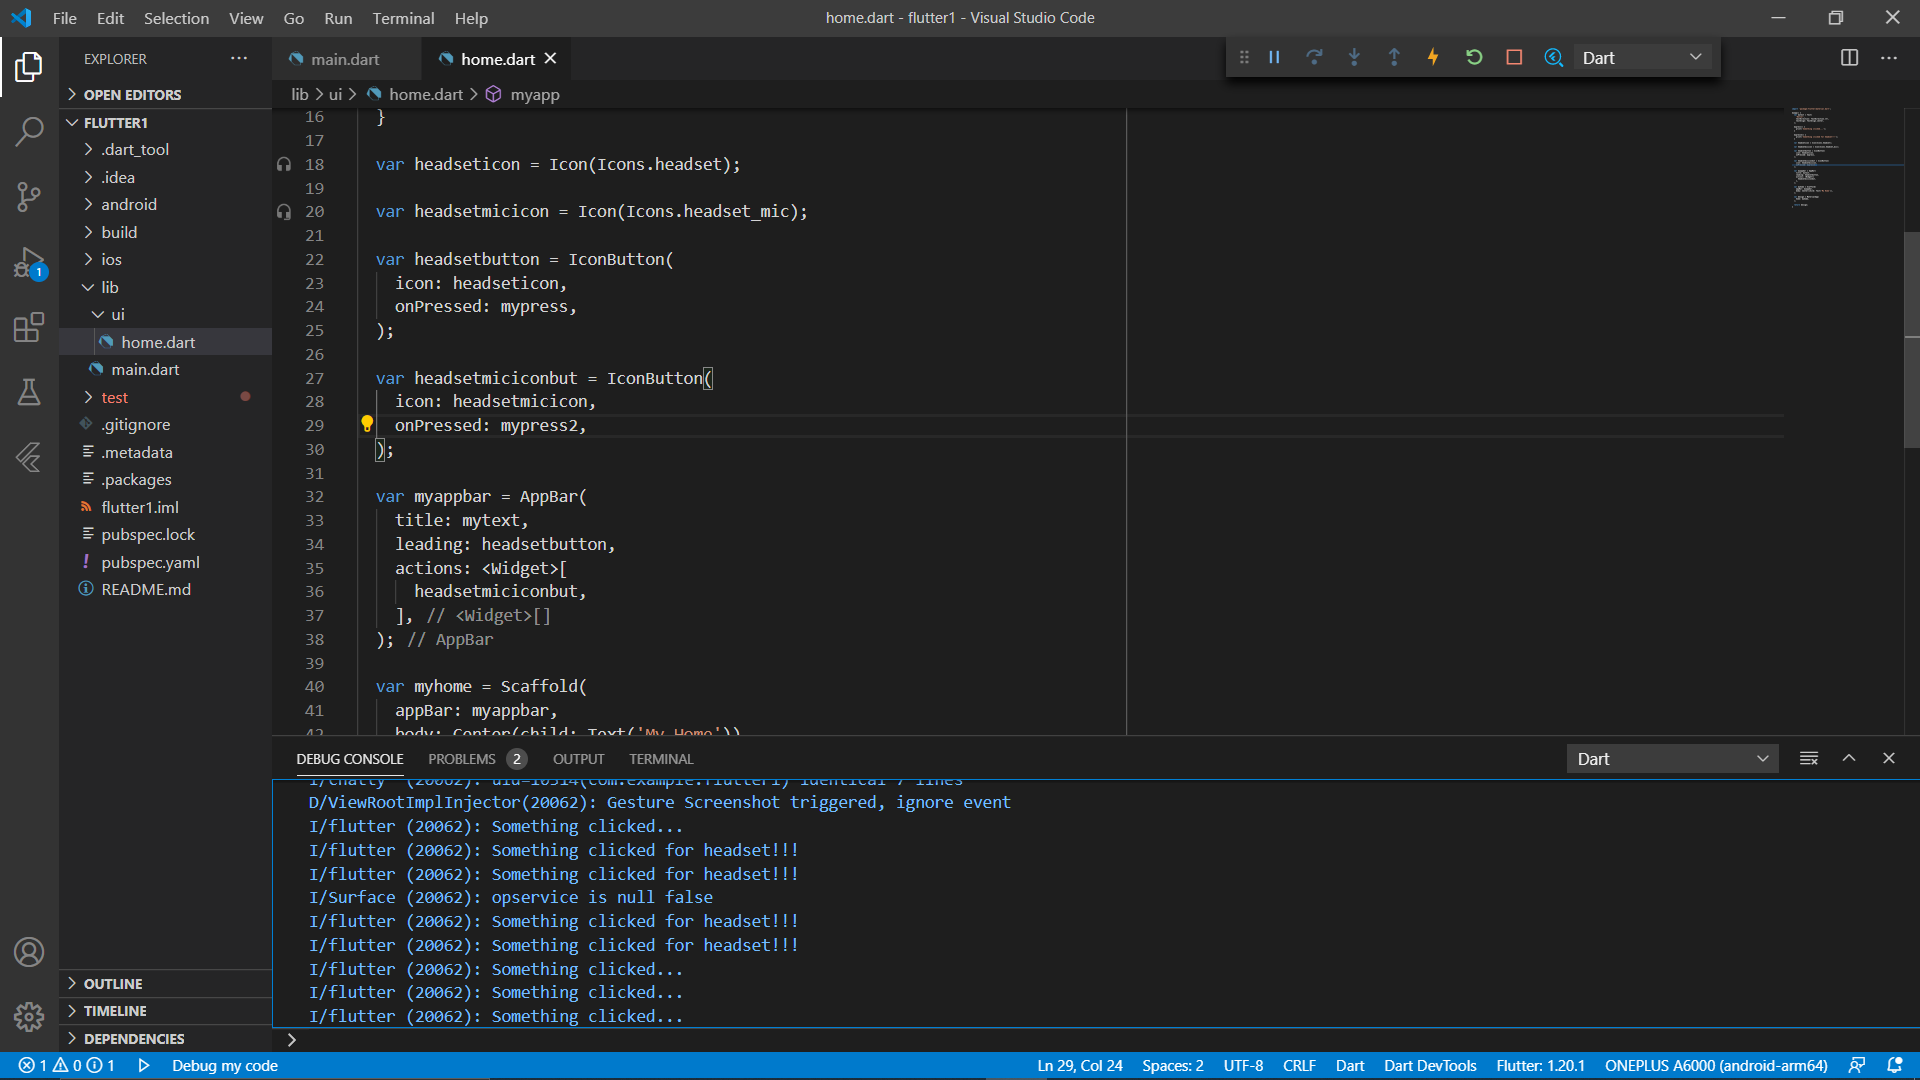 File Edit Selection View Go Run Terminal Help
home.dart - flutter1 - Visual Studio Code
EXPLORER
main.dart
home.dart
Dart
OPEN EDITORS
FLUTTER1
.dart_tool
.idea
android
build
ios
lib
ui
home.dart
main.dart
test
.gitignore
.metadata
.packages
flutter1.iml
pubspec.lock
! pubspec.yaml
README.md
OUTLINE
TIMELINE
DEPENDENCIES
1
lib > ui > home.dart > myapp
16 }
17
18 var headseticon = Icon(Icons.headset);
19
20 var headsetmicicon = Icon(Icons.headset_mic);
21
22 var headsetbutton = IconButton(
23 icon: headseticon,
24 onPressed: mypress,
25 );
26
27 var headsetmiciconbut = IconButton(
28 icon: headsetmicicon,
29 onPressed: mypress2,
30 );
31
32 var myappbar = AppBar(
33 title: mytext,
34 leading: headsetbutton,
35 actions: <Widget>[
36 headsetmiciconbut,
37 ], // <Widget>[]
38 ); // AppBar
39
40 var myhome = Scaffold(
41 appBar: myappbar,
42 body: Center(child: Text('My Home'))
DEBUG CONSOLE PROBLEMS 2 OUTPUT TERMINAL
Dart
I/chatty (20062): uid=10314(com.example.flutter1) identical 7 lines
D/ViewRootImplInjector(20062): Gesture Screenshot triggered, ignore event
I/flutter (20062): Something clicked...
I/flutter (20062): Something clicked for headset!!!
I/flutter (20062): Something clicked for headset!!!
I/Surface (20062): opservice is null false
I/flutter (20062): Something clicked for headset!!!
I/flutter (20062): Something clicked for headset!!!
I/flutter (20062): Something clicked...
I/flutter (20062): Something clicked...
I/flutter (20062): Something clicked...
1 0 1 Debug my code
Ln 29, Col 24 Spaces: 2 UTF-8 CRLF Dart Dart DevTools Flutter: 1.20.1 ONEPLUS A6000 (android-arm64)